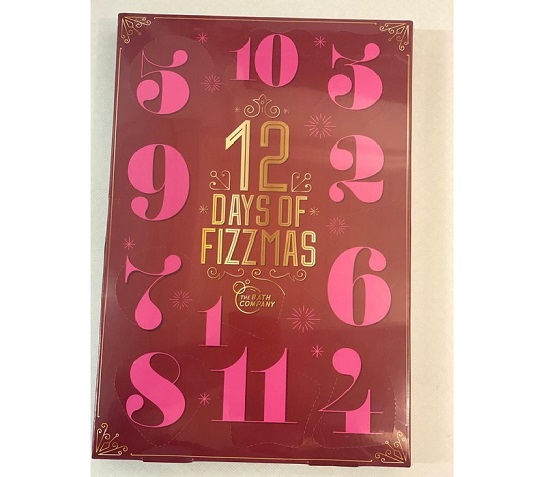 5 10 3
12
9 2
DAYS OF
FIZZMAS
7 6
THE BATH
COMPANY
1
8 11 4